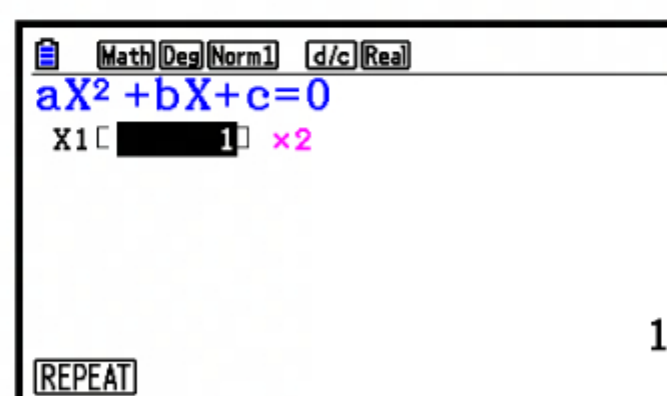 Math Deg Norm1 d/c Real
aX² +bX+c=0
X1[ 1] ×2
1
REPEAT